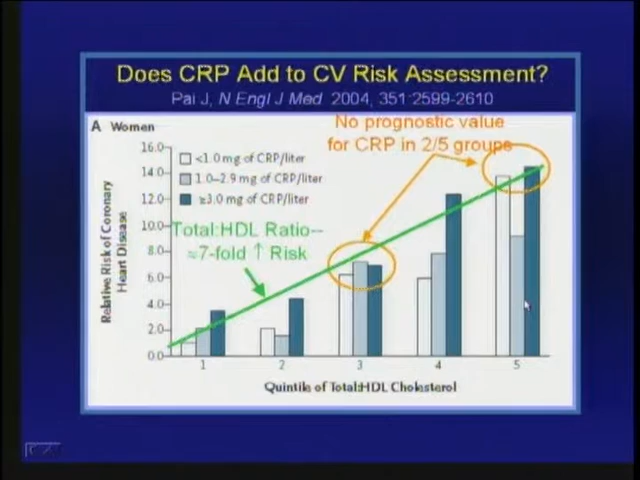 Does CRP Add to CV Risk Assessment?
Pai J, N Engl J Med 2004, 351:2599-2610
A Women
No prognostic value
for CRP in 2/5 groups
<1.0 mg of CRP/liter
1.0–2.9 mg of CRP/liter
≥3.0 mg of CRP/liter
Total:HDL Ratio--
≈7-fold ↑ Risk
Relative Risk of Coronary
Heart Disease
16.0
14.0
12.0
10.0
8.0
6.0
4.0
2.0
0.0
1 2 3 4 5
Quintile of Total:HDL Cholesterol